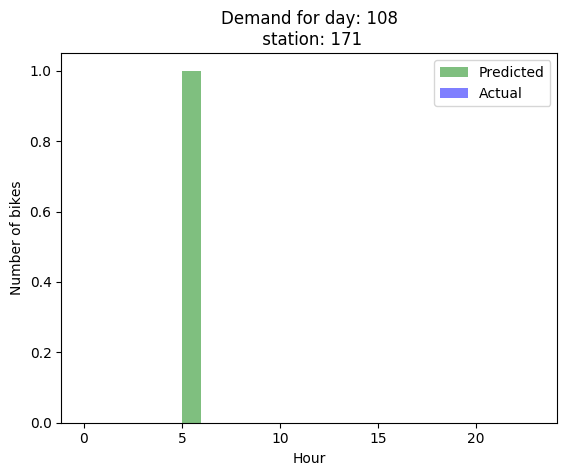 Demand for day: 108
station: 171
Predicted
Actual
Number of bikes
1.0
0.8
0.6
0.4
0.2
0.0
0
5
10
15
20
Hour